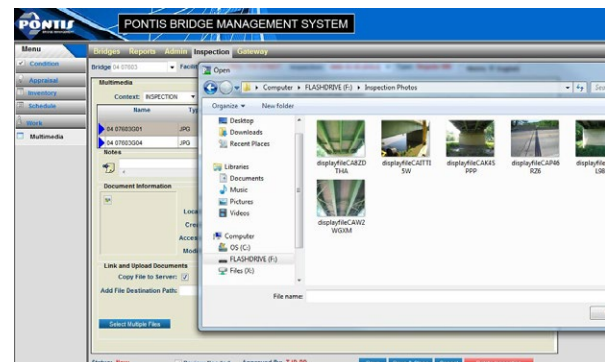 PONTIS
PONTIS BRIDGE MANAGEMENT SYSTEM
Menu
Bridges Reports Admin Inspection Gateway
Condition
Appraisal
Inventory
Schedule
Work
Multimedia
Bridge 04 07603
Multimedia
Context: INSPECTION
Name
04 07603G01 JPG
04 07603G04 JPG
Notes
Document Information
Link and Upload Documents
Copy File to Server:
Add File Destination Path:
Select Multiple Files
Open
Computer FLASHDRIVE (F:) Inspection Photos
Organize New folder
Desktop
Downloads
Recent Places
Libraries
Documents
Music
Pictures
Videos
Computer
OS (C:)
FLASHDRIVE (F:)
Files (X:)
displayfileCA8ZD
THA
displayfileCAITTI
5W
displayfileCAK4S
PPP
displayfileCAP46
RZ6
displayfileCAWZ
WGXM
File name: